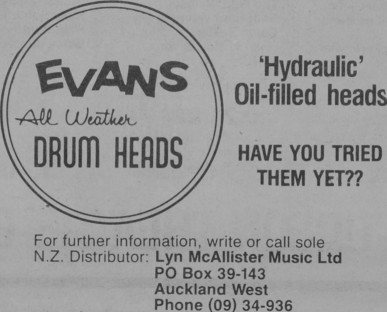 EVANS
All Weather
DRUM HEADS
'Hydraulic'
Oil-filled heads
HAVE YOU TRIED
THEM YET??
For further information, write or call sole
N.Z. Distributor: Lyn McAllister Music Ltd
PO Box 39-143
Auckland West
Phone (09) 34-936